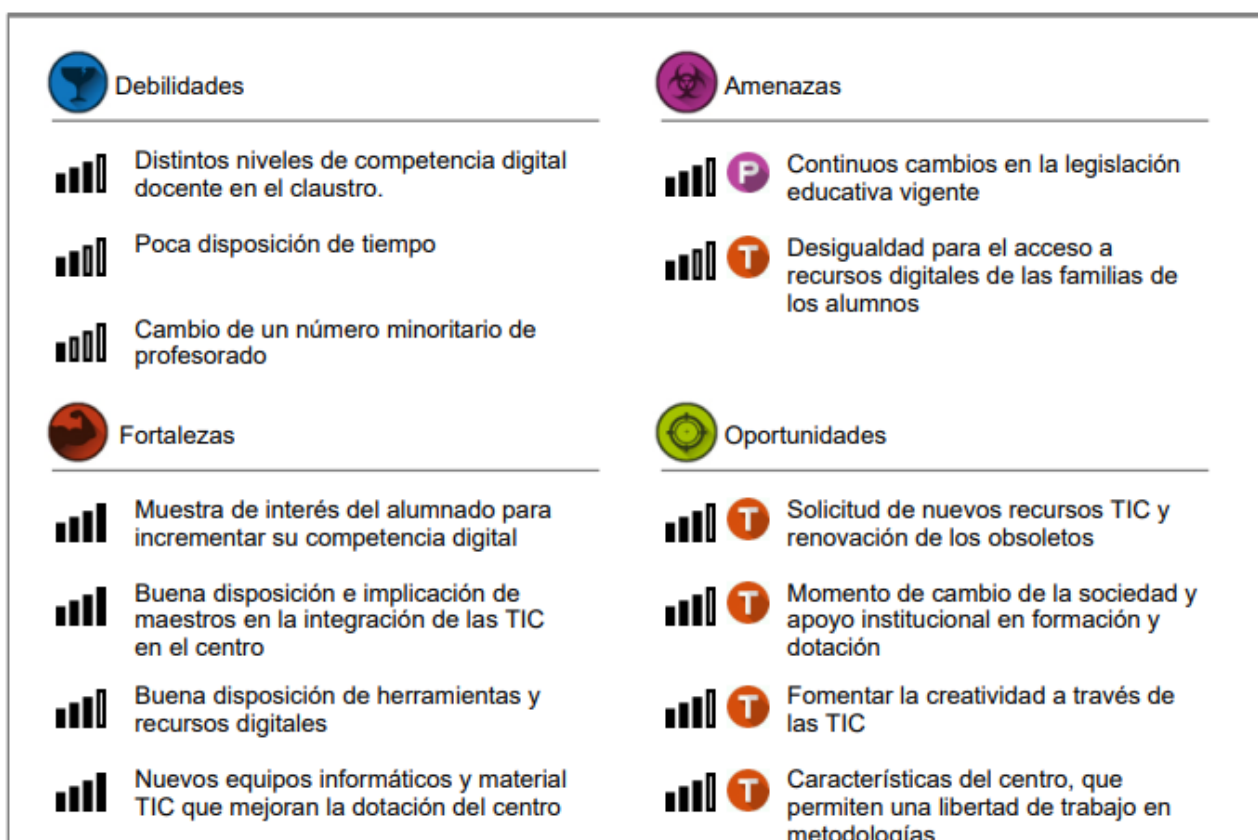 Debilidades
Distintos niveles de competencia digital
docente en el claustro.
Poca disposición de tiempo
Cambio de un número minoritario de
profesorado
Amenazas
P
Continuos cambios en la legislación
educativa vigente
T
Desigualdad para el acceso a
recursos digitales de las familias de
los alumnos
Fortalezas
Muestra de interés del alumnado para
incrementar su competencia digital
Buena disposición e implicación de
maestros en la integración de las TIC
en el centro
Buena disposición de herramientas y
recursos digitales
Nuevos equipos informáticos y material
TIC que mejoran la dotación del centro
Oportunidades
T
Solicitud de nuevos recursos TIC y
renovación de los obsoletos
T
Momento de cambio de la sociedad y
apoyo institucional en formación y
dotación
T
Fomentar la creatividad a través de
las TIC
T
Características del centro, que
permiten una libertad de trabajo en
metodologías